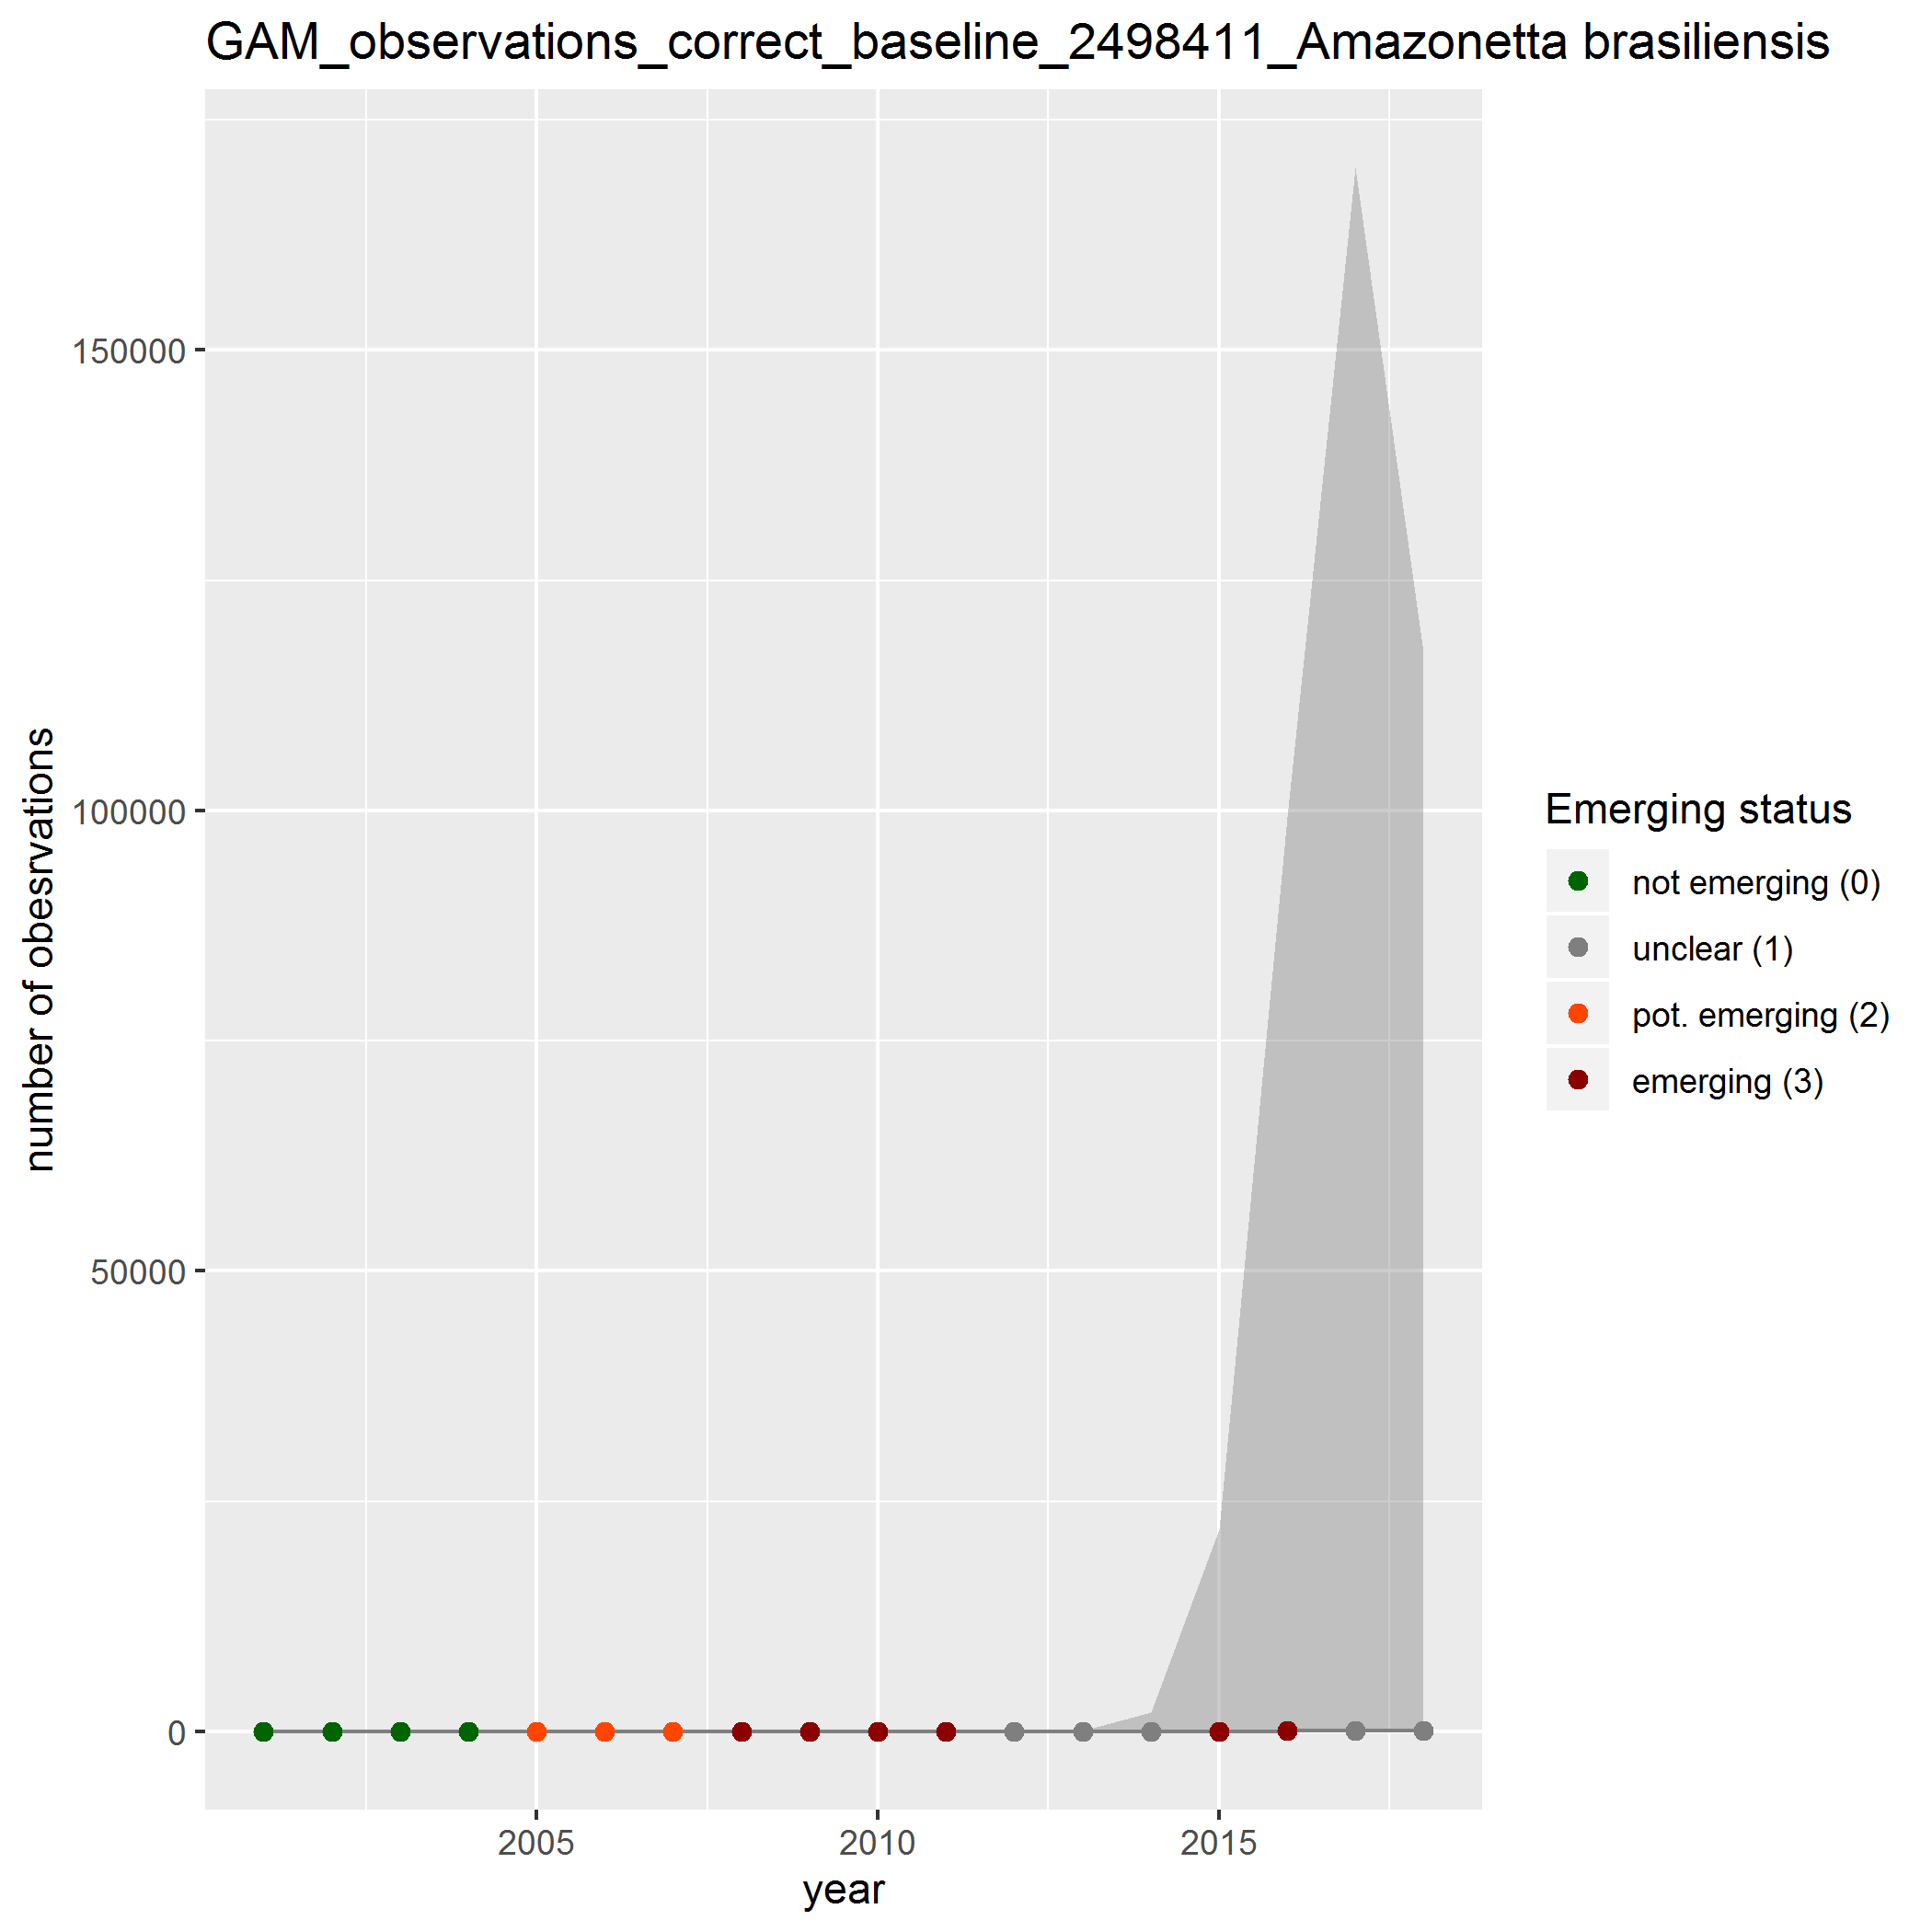 GAM_observations_correct_baseline_2498411_Amazonetta brasiliensis
150000
100000
50000
0
number of obesrvations
2005 2010 2015
year
Emerging status
not emerging (0)
unclear (1)
pot. emerging (2)
emerging (3)